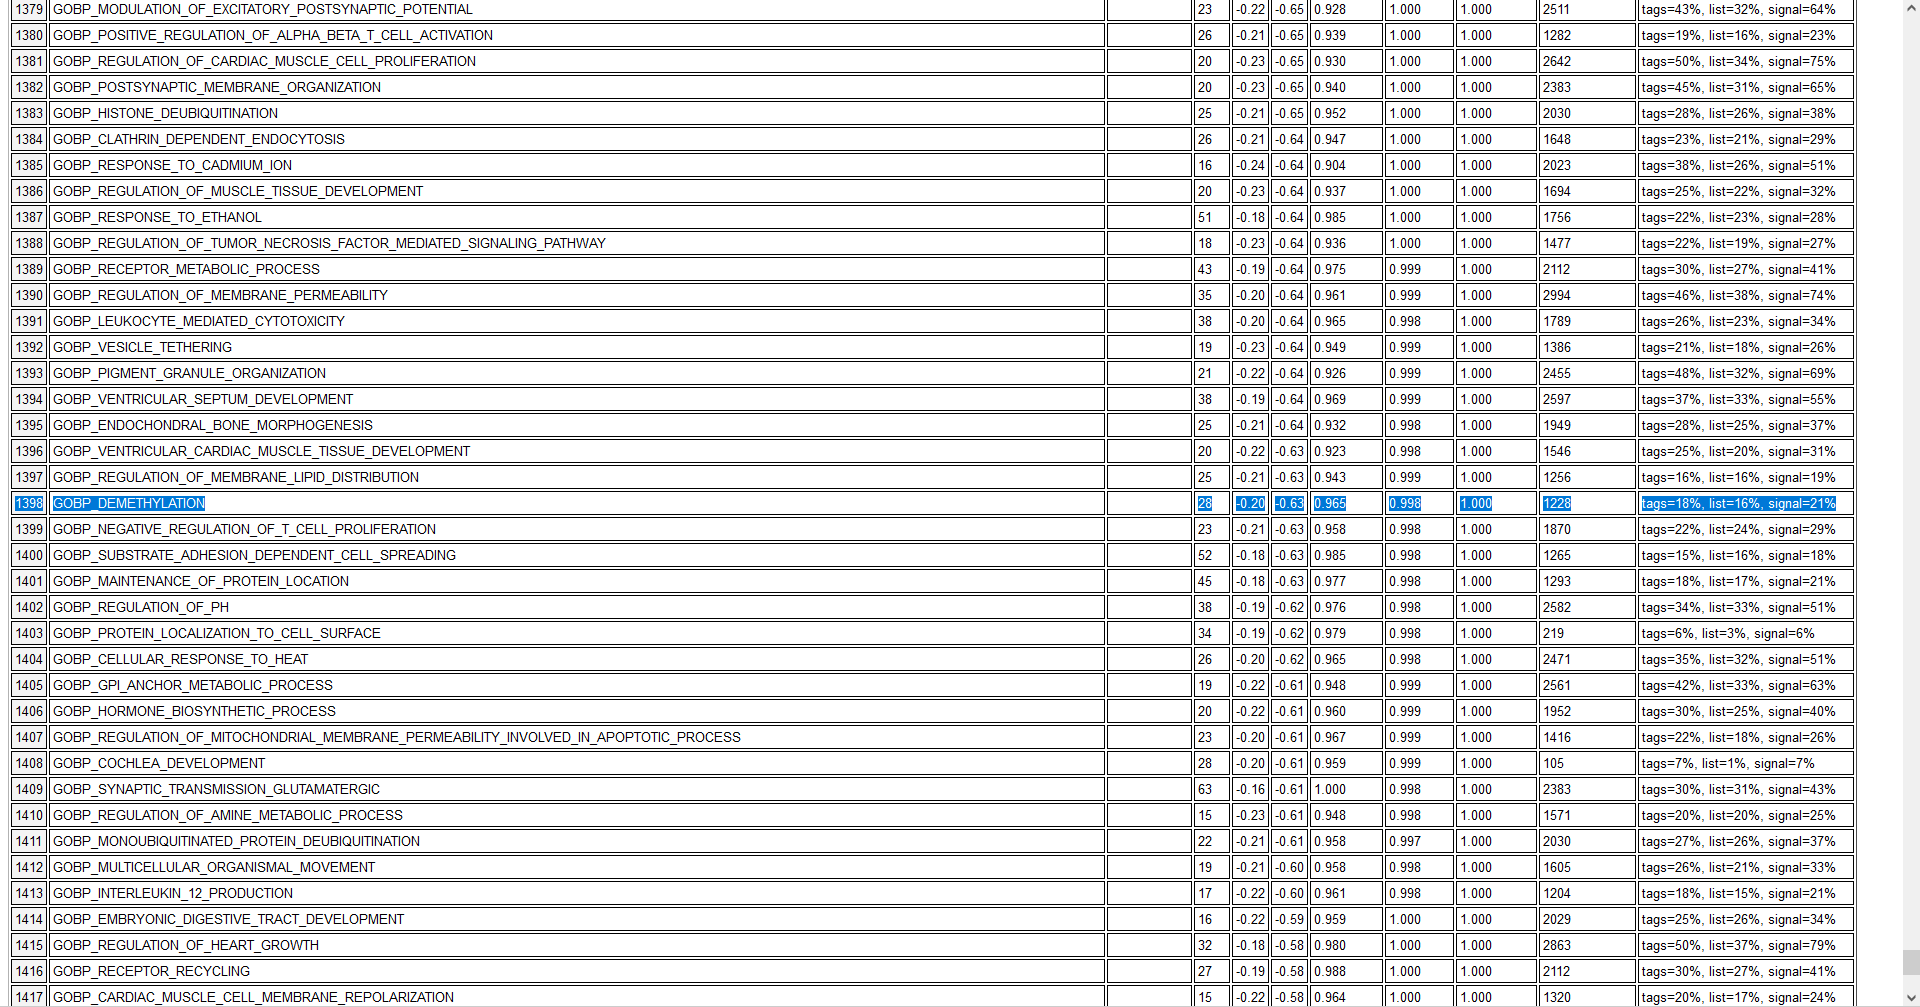 1379 GOBP_MODULATION_OF_EXCITATORY_POSTSYNAPTIC_POTENTIAL 23 -0.22 -0.65 0.928 1.000 1.000 2511 tags=43%, list=32%, signal=64%
1380 GOBP_POSITIVE_REGULATION_OF_ALPHA_BETA_T_CELL_ACTIVATION 26 -0.21 -0.65 0.939 1.000 1.000 1282 tags=19%, list=16%, signal=23%
1381 GOBP_REGULATION_OF_CARDIAC_MUSCLE_CELL_PROLIFERATION 20 -0.23 -0.65 0.930 1.000 1.000 2642 tags=50%, list=34%, signal=75%
1382 GOBP_POSTSYNAPTIC_MEMBRANE_ORGANIZATION 20 -0.23 -0.65 0.940 1.000 1.000 2383 tags=45%, list=31%, signal=65%
1383 GOBP_HISTONE_DEUBIQUITINATION 25 -0.21 -0.65 0.952 1.000 1.000 2030 tags=28%, list=26%, signal=38%
1384 GOBP_CLATHRIN_DEPENDENT_ENDOCYTOSIS 26 -0.21 -0.64 0.947 1.000 1.000 1648 tags=23%, list=21%, signal=29%
1385 GOBP_RESPONSE_TO_CADMIUM_ION 16 -0.24 -0.64 0.904 1.000 1.000 2023 tags=38%, list=26%, signal=51%
1386 GOBP_REGULATION_OF_MUSCLE_TISSUE_DEVELOPMENT 20 -0.23 -0.64 0.937 1.000 1.000 1694 tags=25%, list=22%, signal=32%
1387 GOBP_RESPONSE_TO_ETHANOL 51 -0.18 -0.64 0.985 1.000 1.000 1756 tags=22%, list=23%, signal=28%
1388 GOBP_REGULATION_OF_TUMOR_NECROSIS_FACTOR_MEDIATED_SIGNALING_PATHWAY 18 -0.23 -0.64 0.936 1.000 1.000 1477 tags=22%, list=19%, signal=27%
1389 GOBP_RECEPTOR_METABOLIC_PROCESS 43 -0.19 -0.64 0.975 0.999 1.000 2112 tags=30%, list=27%, signal=41%
1390 GOBP_REGULATION_OF_MEMBRANE_PERMEABILITY 35 -0.20 -0.64 0.961 0.999 1.000 2994 tags=46%, list=38%, signal=74%
1391 GOBP_LEUKOCYTE_MEDIATED_CYTOTOXICITY 38 -0.20 -0.64 0.965 0.998 1.000 1789 tags=26%, list=23%, signal=34%
1392 GOBP_VESICLE_TETHERING 19 -0.23 -0.64 0.949 0.999 1.000 1386 tags=21%, list=18%, signal=26%
1393 GOBP_PIGMENT_GRANULE_ORGANIZATION 21 -0.22 -0.64 0.926 0.999 1.000 2455 tags=48%, list=32%, signal=69%
1394 GOBP_VENTRICULAR_SEPTUM_DEVELOPMENT 38 -0.19 -0.64 0.969 0.999 1.000 2597 tags=37%, list=33%, signal=55%
1395 GOBP_ENDOCHONDRAL_BONE_MORPHOGENESIS 25 -0.21 -0.64 0.932 0.998 1.000 1949 tags=28%, list=25%, signal=37%
1396 GOBP_VENTRICULAR_CARDIAC_MUSCLE_TISSUE_DEVELOPMENT 20 -0.22 -0.63 0.923 0.998 1.000 1546 tags=25%, list=20%, signal=31%
1397 GOBP_REGULATION_OF_MEMBRANE_LIPID_DISTRIBUTION 25 -0.21 -0.63 0.943 0.999 1.000 1256 tags=16%, list=16%, signal=19%
1398 GOBP_DEMETHYLATION 28 -0.20 -0.63 0.965 0.998 1.000 1228 tags=18%, list=16%, signal=21%
1399 GOBP_NEGATIVE_REGULATION_OF_T_CELL_PROLIFERATION 23 -0.21 -0.63 0.958 0.998 1.000 1870 tags=22%, list=24%, signal=29%
1400 GOBP_SUBSTRATE_ADHESION_DEPENDENT_CELL_SPREADING 52 -0.18 -0.63 0.985 0.998 1.000 1265 tags=15%, list=16%, signal=18%
1401 GOBP_MAINTENANCE_OF_PROTEIN_LOCATION 45 -0.18 -0.63 0.977 0.998 1.000 1293 tags=18%, list=17%, signal=21%
1402 GOBP_REGULATION_OF_PH 38 -0.19 -0.62 0.976 0.998 1.000 2582 tags=34%, list=33%, signal=51%
1403 GOBP_PROTEIN_LOCALIZATION_TO_CELL_SURFACE 34 -0.19 -0.62 0.979 0.998 1.000 219 tags=6%, list=3%, signal=6%
1404 GOBP_CELLULAR_RESPONSE_TO_HEAT 26 -0.20 -0.62 0.965 0.998 1.000 2471 tags=35%, list=32%, signal=51%
1405 GOBP_GPI_ANCHOR_METABOLIC_PROCESS 19 -0.22 -0.61 0.948 0.999 1.000 2561 tags=42%, list=33%, signal=63%
1406 GOBP_HORMONE_BIOSYNTHETIC_PROCESS 20 -0.22 -0.61 0.960 0.999 1.000 1952 tags=30%, list=25%, signal=40%
1407 GOBP_REGULATION_OF_MITOCHONDRIAL_MEMBRANE_PERMEABILITY_INVOLVED_IN_APOPTOTIC_PROCESS 23 -0.20 -0.61 0.967 0.999 1.000 1416 tags=22%, list=18%, signal=26%
1408 GOBP_COCHLEA_DEVELOPMENT 28 -0.20 -0.61 0.959 0.999 1.000 105 tags=7%, list=1%, signal=7%
1409 GOBP_SYNAPTIC_TRANSMISSION_GLUTAMATERGIC 63 -0.16 -0.61 1.000 0.998 1.000 2383 tags=30%, list=31%, signal=43%
1410 GOBP_REGULATION_OF_AMINE_METABOLIC_PROCESS 15 -0.23 -0.61 0.948 0.998 1.000 1571 tags=20%, list=20%, signal=25%
1411 GOBP_MONOUBIQUITINATED_PROTEIN_DEUBIQUITINATION 22 -0.21 -0.61 0.958 0.997 1.000 2030 tags=27%, list=26%, signal=37%
1412 GOBP_MULTICELLULAR_ORGANISMAL_MOVEMENT 19 -0.21 -0.60 0.958 0.998 1.000 1605 tags=26%, list=21%, signal=33%
1413 GOBP_INTERLEUKIN_12_PRODUCTION 17 -0.22 -0.60 0.961 0.998 1.000 1204 tags=18%, list=15%, signal=21%
1414 GOBP_EMBRYONIC_DIGESTIVE_TRACT_DEVELOPMENT 16 -0.22 -0.59 0.959 1.000 1.000 2029 tags=25%, list=26%, signal=34%
1415 GOBP_REGULATION_OF_HEART_GROWTH 32 -0.18 -0.58 0.980 1.000 1.000 2863 tags=50%, list=37%, signal=79%
1416 GOBP_RECEPTOR_RECYCLING 27 -0.19 -0.58 0.988 1.000 1.000 2112 tags=30%, list=27%, signal=41%
1417 GOBP_CARDIAC_MUSCLE_CELL_MEMBRANE_REPOLARIZATION 15 -0.22 -0.58 0.964 1.000 1.000 1320 tags=20%, list=17%, signal=24%